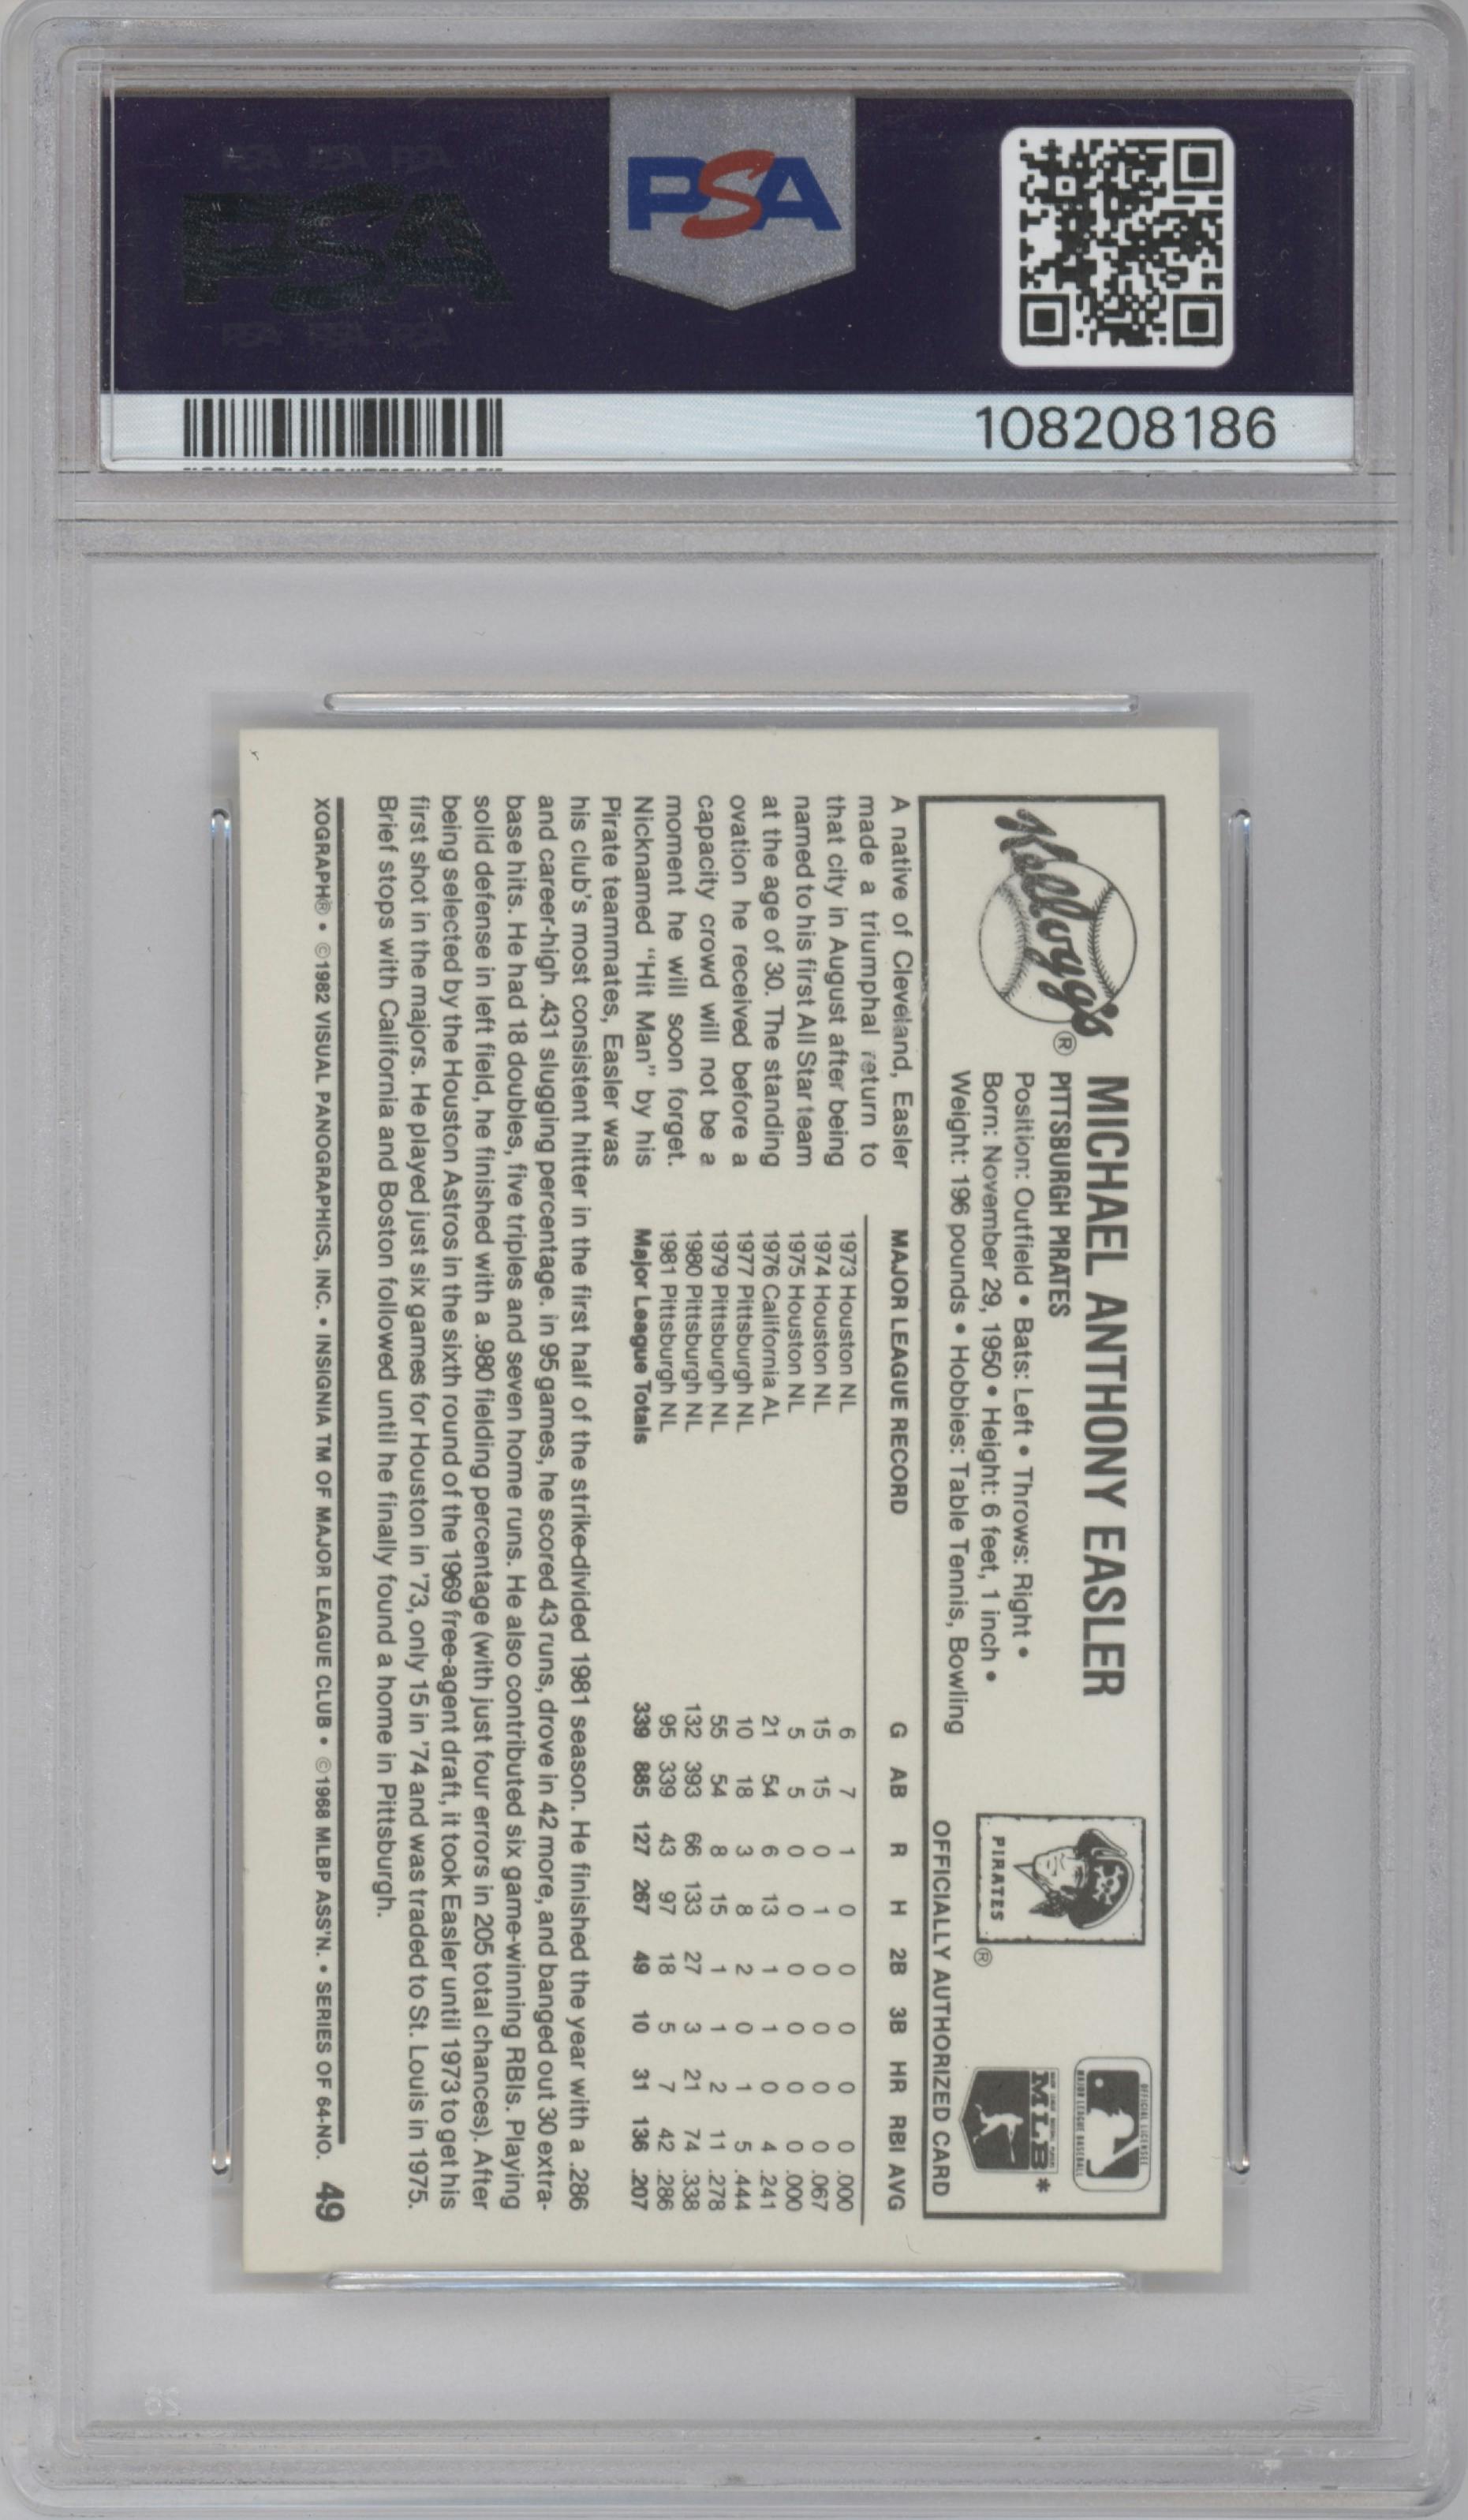 PSA
108208186
Kellogg's®
MICHAEL ANTHONY EASLER
PITTSBURGH PIRATES
Position: Outfield • Bats: Left • Throws: Right •
Born: November 29, 1950 • Height: 6 feet, 1 inch •
Weight: 196 pounds • Hobbies: Table Tennis, Bowling
PIRATES
®
OFFICIAL LICENSEE
MAJOR LEAGUE BASEBALL
MLB*
OFFICIALLY AUTHORIZED CARD
A native of Cleveland, Easler
made a triumphal return to
that city in August after being
named to his first All Star team
at the age of 30. The standing
ovation he received before a
capacity crowd will not be a
moment he will soon forget.
Nicknamed "Hit Man" by his
Pirate teammates, Easler was
MAJOR LEAGUE RECORD G AB R H 2B 3B HR RBI AVG
1973 Houston NL 6 7 1 0 0 0 0 0 .000
1974 Houston NL 15 15 0 1 0 0 0 0 .067
1975 Houston NL 5 5 0 0 0 0 0 0 .000
1976 California AL 21 54 6 13 1 1 0 4 .241
1977 Pittsburgh NL 10 18 3 8 2 0 1 5 .444
1979 Pittsburgh NL 55 54 8 15 1 1 2 11 .278
1980 Pittsburgh NL 132 393 66 133 27 3 21 74 .338
1981 Pittsburgh NL 95 339 43 97 18 5 7 42 .286
Major League Totals 339 885 127 267 49 10 31 136 .207
his club's most consistent hitter in the first half of the strike-divided 1981 season. He finished the year with a .286
and career-high .431 slugging percentage. in 95 games, he scored 43 runs, drove in 42 more, and banged out 30 extra-
base hits. He had 18 doubles, five triples and seven home runs. He also contributed six game-winning RBIs. Playing
solid defense in left field, he finished with a .980 fielding percentage (with just four errors in 205 total chances). After
being selected by the Houston Astros in the sixth round of the 1969 free-agent draft, it took Easler until 1973 to get his
first shot in the majors. He played just six games for Houston in '73, only 15 in '74 and was traded to St. Louis in 1975.
Brief stops with California and Boston followed until he finally found a home in Pittsburgh.
XOGRAPH® • ©1982 VISUAL PANOGRAPHICS, INC. • INSIGNIA TM OF MAJOR LEAGUE CLUB • ©1968 MLBP ASS'N. • SERIES OF 64-NO. 49